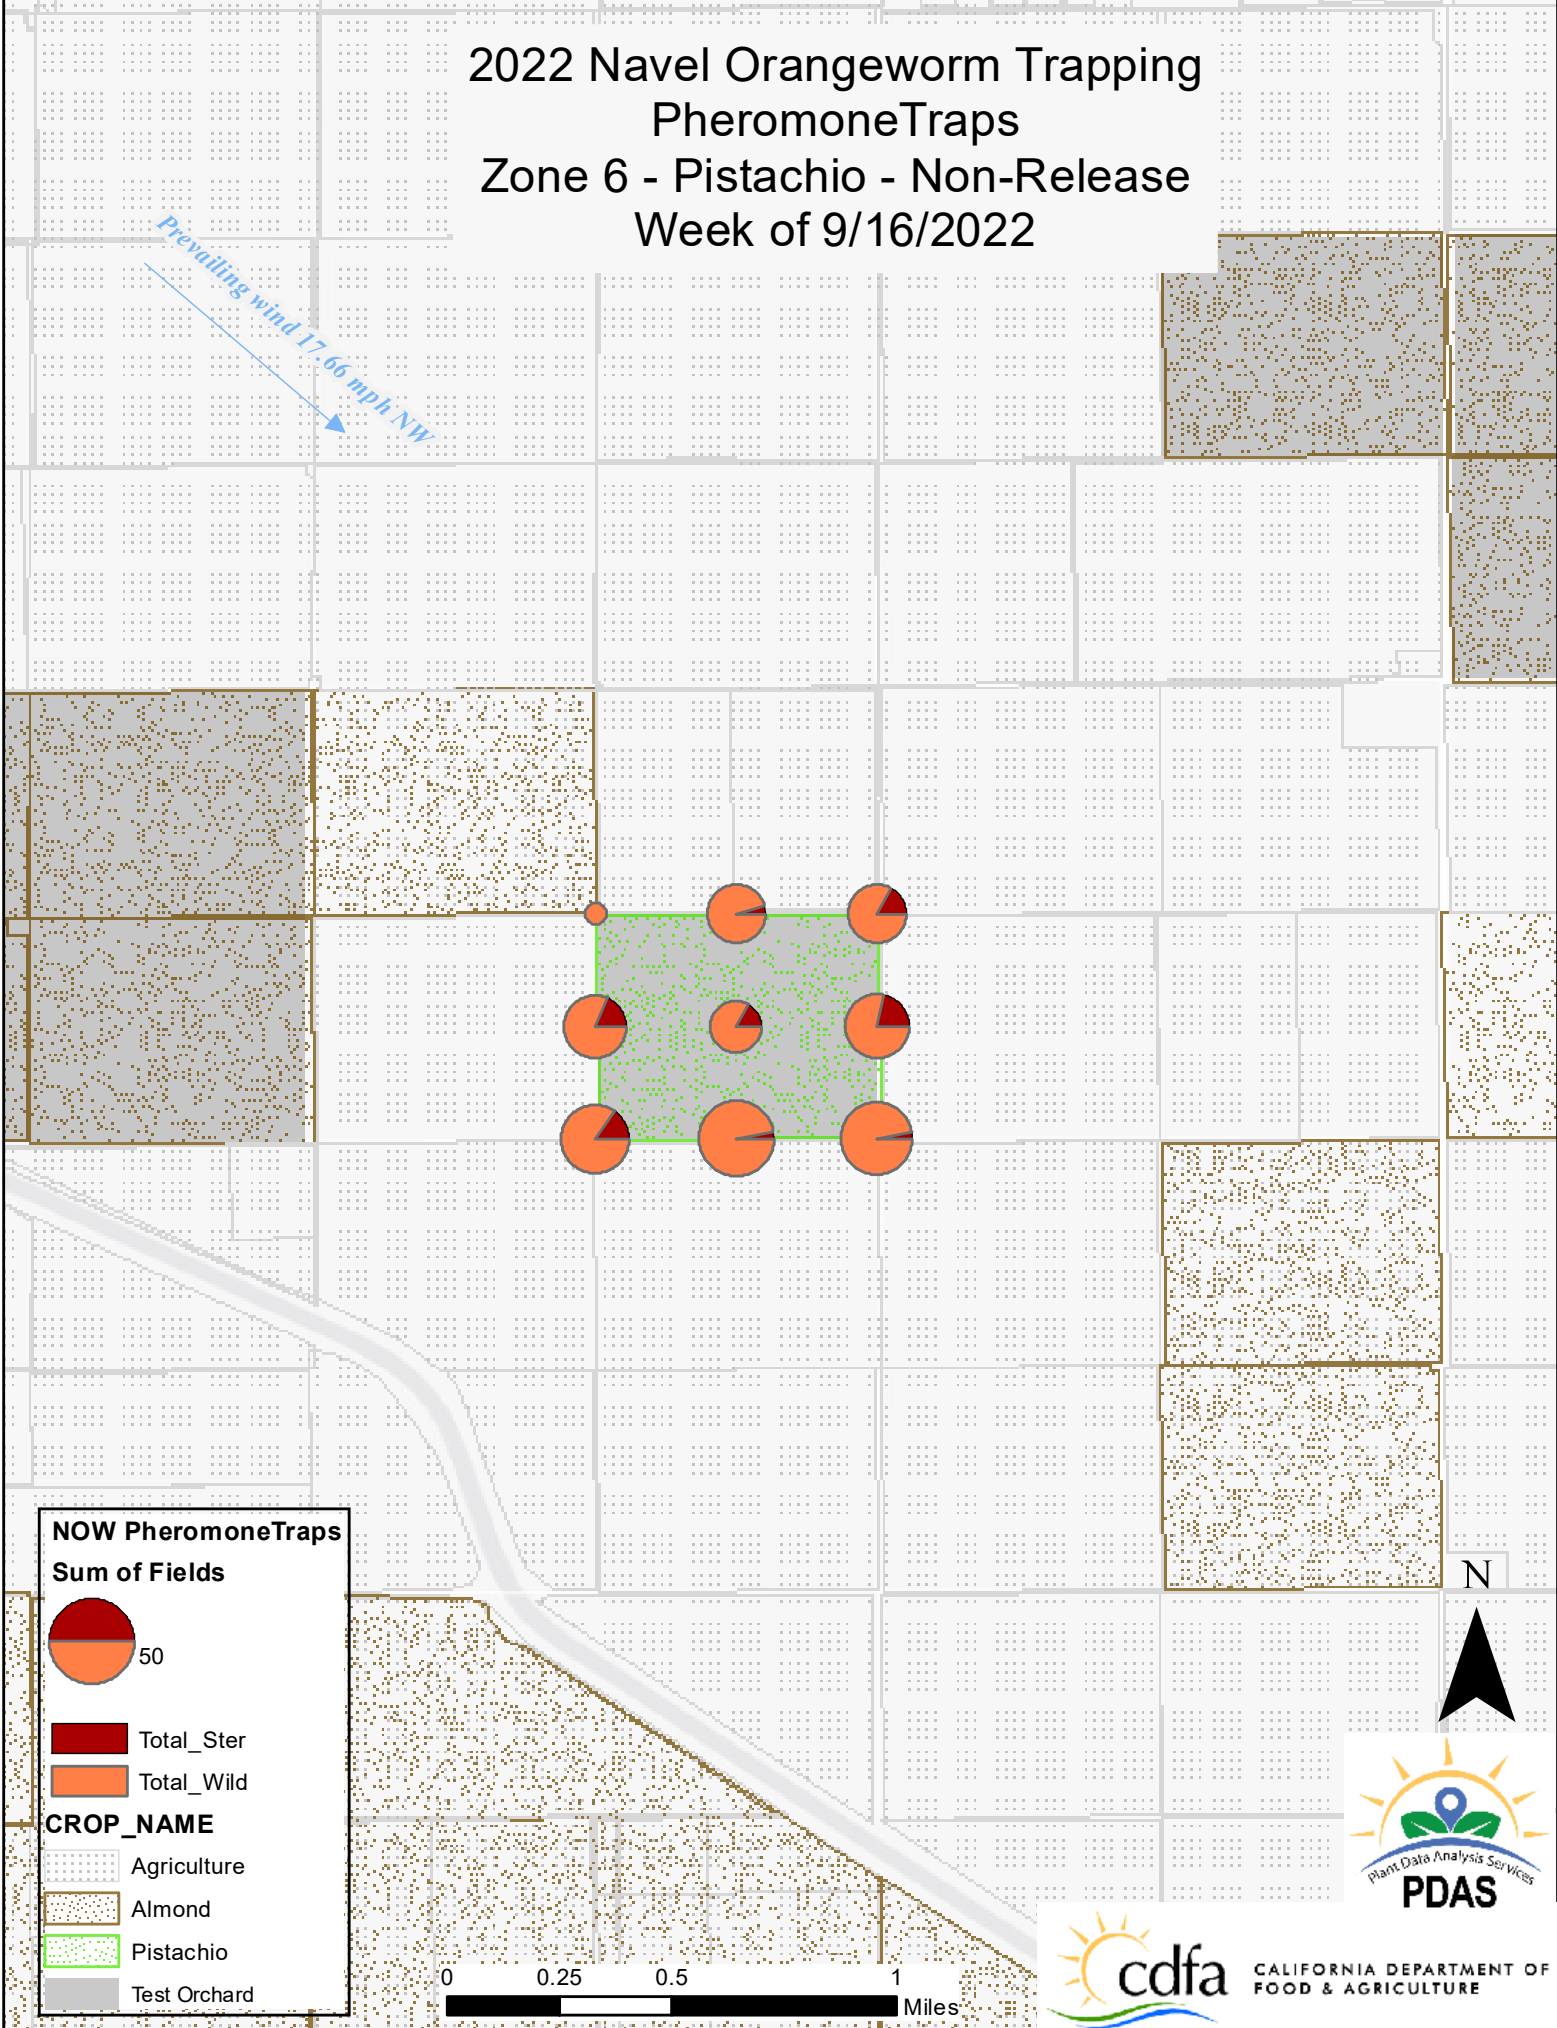 2022 Navel Orangeworm Trapping
PheromoneTraps
Zone 6 - Pistachio - Non-Release
Week of 9/16/2022
Prevailing wind 17.66 mph NW
NOW PheromoneTraps
Sum of Fields
50
Total_Ster
Total_Wild
CROP_NAME
Agriculture
Almond
Pistachio
Test Orchard
0 0.25 0.5 1
Miles
N
Plant Data Analysis Services
PDAS
cdfa
CALIFORNIA DEPARTMENT OF
FOOD & AGRICULTURE